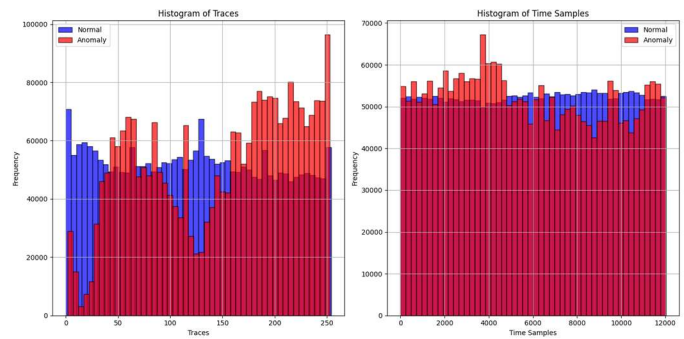 Histogram of Traces
Normal
Anomaly
100000
80000
60000
40000
20000
0
Frequency
0 50 100 150 200 250
Traces
Histogram of Time Samples
Normal
Anomaly
70000
60000
50000
40000
30000
20000
10000
0
Frequency
0 2000 4000 6000 8000 10000 12000
Time Samples